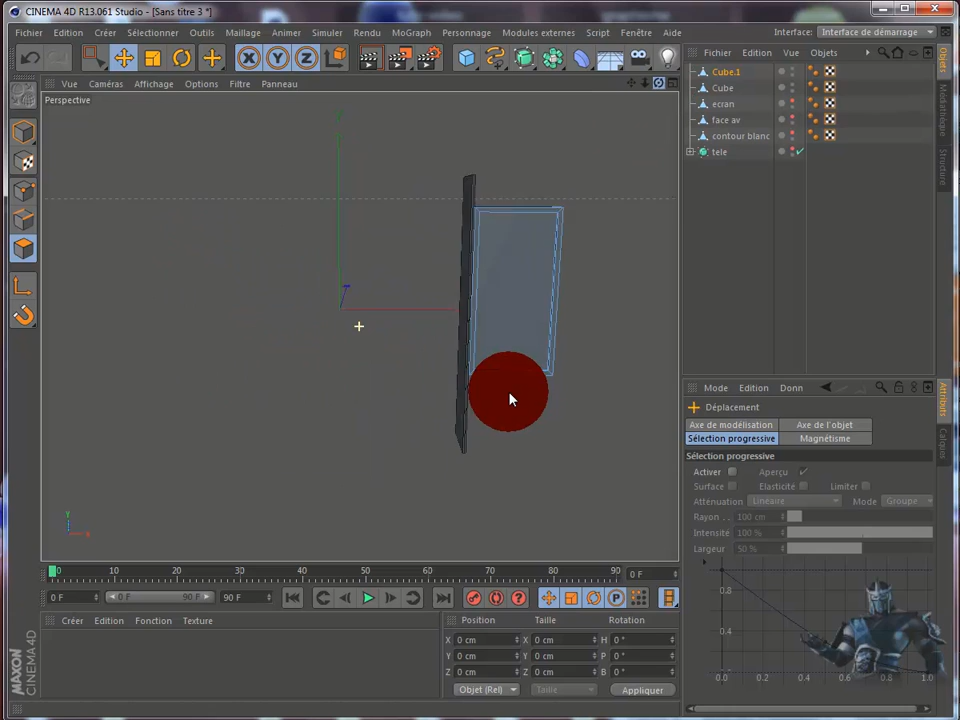 CINEMA 4D R13.061 Studio - [Sans titre 3 *]
Fichier Edition Créer Sélectionner Outils Maillage Animer Simuler Rendu MoGraph Personnage Modules externes Script Fenêtre Aide Interface: Interface de démarrage
X Y Z
Vue Caméras Affichage Options Filtre Panneau
Fichier Edition Vue Objets
Perspective
Cube.1
Cube
ecran
face av
contour blanc
tele
Objets
Médiathèque
Structure
Y
X
Mode Edition Donn
Déplacement
Axe de modélisation Axe de l'objet
Sélection progressive Magnétisme
Sélection progressive
Activer Aperçu
Surface Elasticité Limiter
Atténuation Linéaire Mode Groupe
Rayon . . 100 cm
Intensité 100 %
Largeur 50 %
0.8
0.4
0.0 0.2 0.4 0.6 0.8 1.0
Attributs
Calques
0 10 20 30 40 50 60 70 80 90 0 F
0 F 0 F 90 F 90 F
P
Créer Edition Fonction Texture
Position Taille Rotation
X 0 cm X 0 cm H 0 °
Y 0 cm Y 0 cm P 0 °
Z 0 cm Z 0 cm B 0 °
Objet (Rel) Taille Appliquer
MAXON
CINEMA 4D